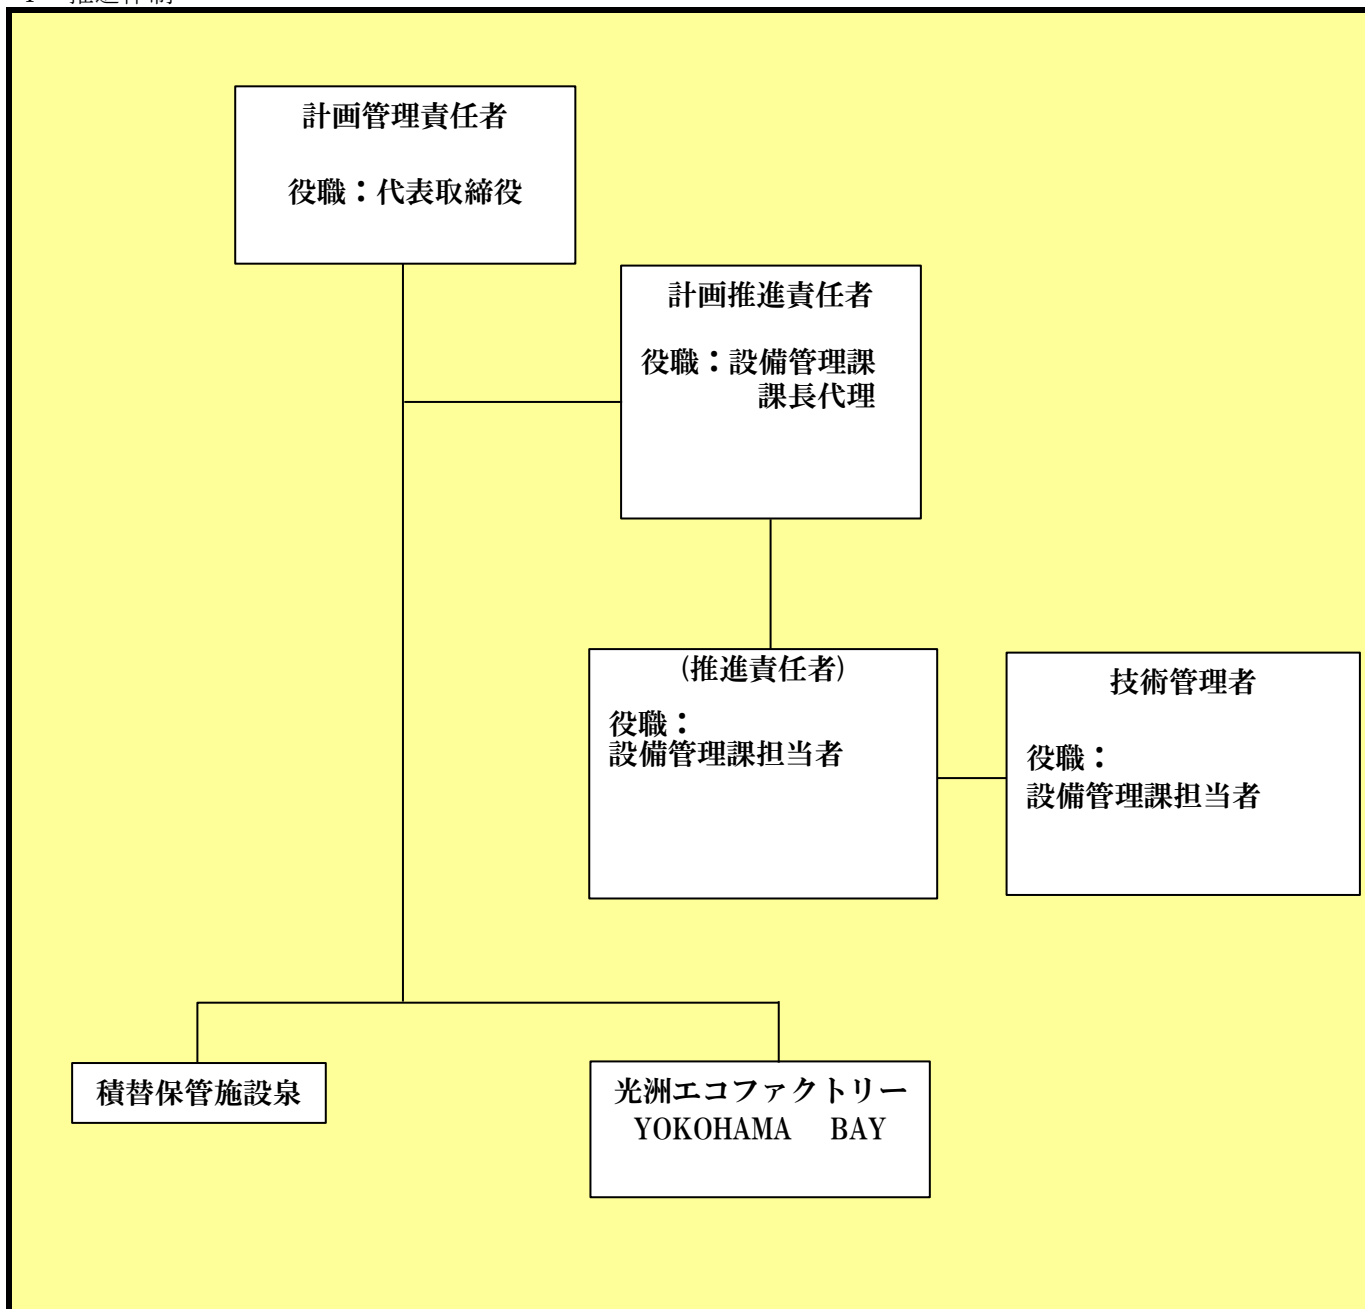 計画管理責任者
役職：代表取締役
計画推進責任者
役職：設備管理課
課長代理
(推進責任者)
役職：
設備管理課担当者
技術管理者
役職：
設備管理課担当者
積替保管施設泉
光洲エコファクトリー
YOKOHAMA　BAY